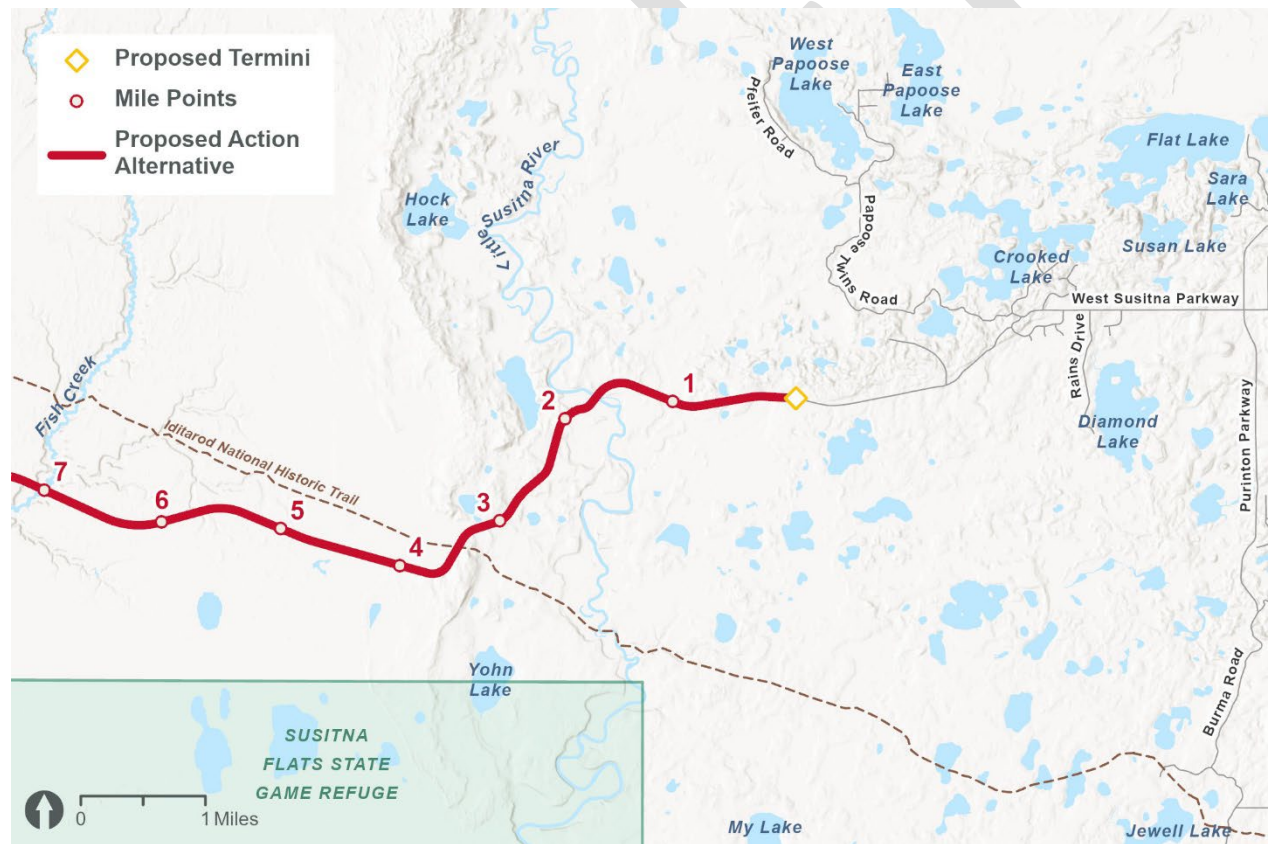 Proposed Termini
Mile Points
Proposed Action
Alternative
West
Papoose
Lake
East
Papoose
Lake
Pfeifer Road
Flat Lake
Sara
Lake
Hock
Lake
Little Susitna River
Papoose
Twins Road
Susan Lake
Crooked
Lake
West Susitna Parkway
Rains Drive
Diamond
Lake
Purinton Parkway
Fish Creek
Iditarod National Historic Trail
1
2
3
4
5
6
7
Yohn
Lake
Burma Road
SUSITNA
FLATS STATE
GAME REFUGE
0 1 Miles
My Lake
Jewell Lake